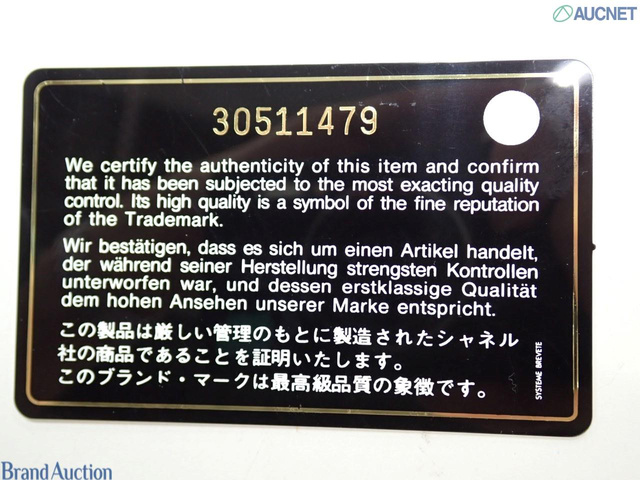 AUCNET
30511479
We certify the authenticity of this item and confirm
that it has been subjected to the most exacting quality
control. Its high quality is a symbol of the fine reputation
of the Trademark.
Wir bestätigen, dass es sich um einen Artikel handelt,
der während seiner Herstellung strengsten Kontrollen
unterworfen war, und dessen erstklassige Qualität
dem hohen Ansehen unserer Marke entspricht.
この製品は厳しい管理のもとに製造されたシャネル
社の商品であることを証明いたします。
このブランド・マークは最高級品質の象徴です。
SYSTEME BREVETE
Brand Auction